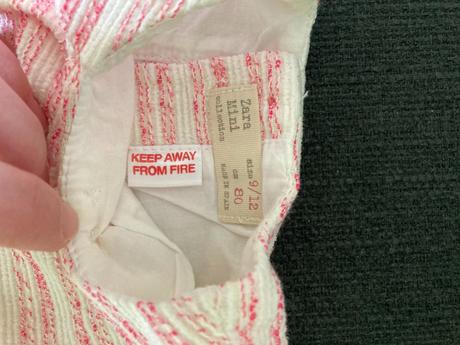 KEEP AWAY
FROM FIRE
Zara
Mini
collection
size 9/12
cm 80
MADE IN SPAIN